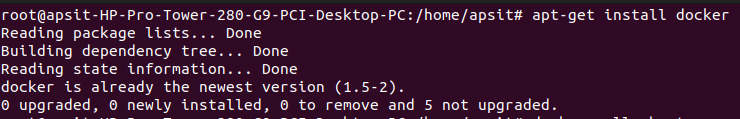 root@apsit-HP-Pro-Tower-280-G9-PCI-Desktop-PC:/home/apsit# apt-get install docker
Reading package lists... Done
Building dependency tree... Done
Reading state information... Done
docker is already the newest version (1.5-2).
0 upgraded, 0 newly installed, 0 to remove and 5 not upgraded.